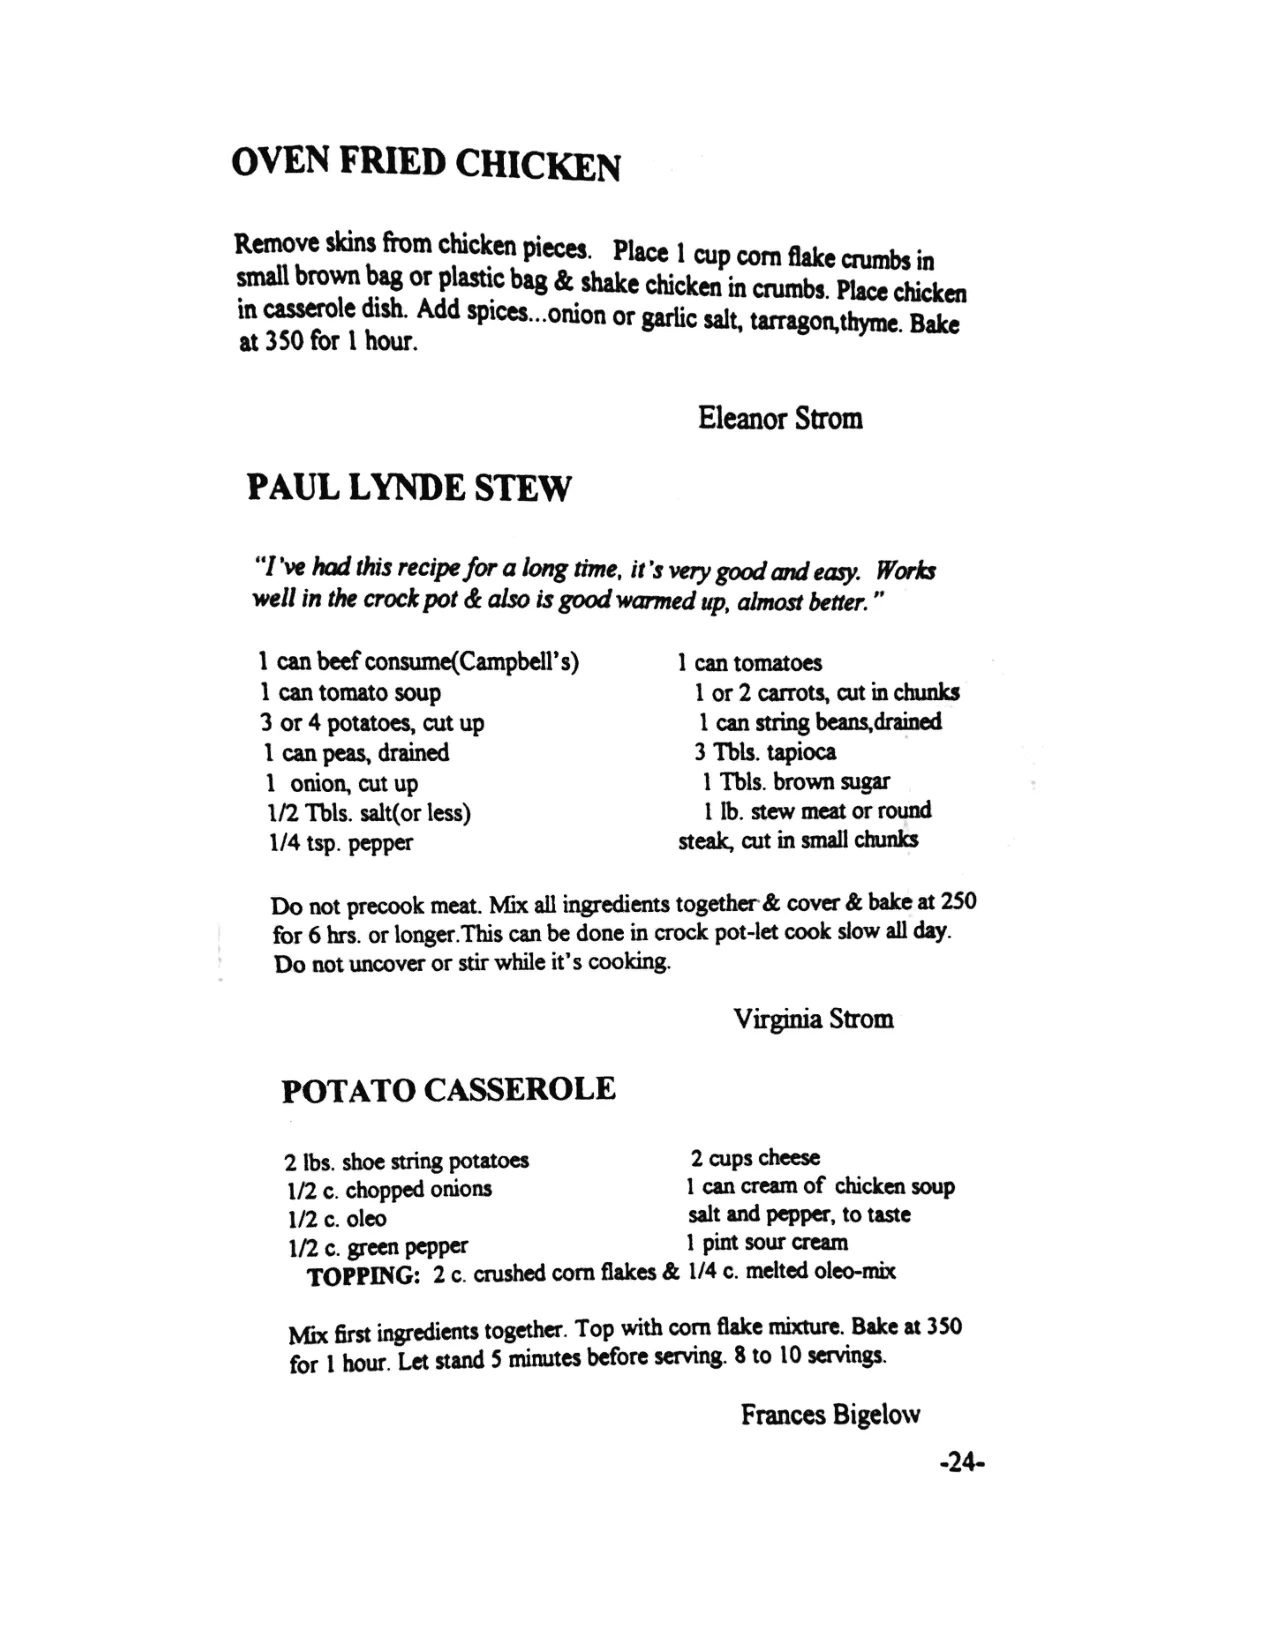 OVEN FRIED CHICKEN
Remove skins from chicken pieces. Place 1 cup corn flake crumbs in
small brown bag or plastic bag & shake chicken in crumbs. Place chicken
in casserole dish. Add spices...onion or garlic salt, tarragon,thyme. Bake
at 350 for 1 hour.
Eleanor Strom
PAUL LYNDE STEW
"I've had this recipe for a long time, it's very good and easy. Works
well in the crock pot & also is good warmed up, almost better."
1 can beef consume(Campbell's)
1 can tomato soup
3 or 4 potatoes, cut up
1 can peas, drained
1 onion, cut up
1/2 Tbls. salt(or less)
1/4 tsp. pepper
1 can tomatoes
1 or 2 carrots, cut in chunks
1 can string beans,drained
3 Tbls. tapioca
1 Tbls. brown sugar
1 lb. stew meat or round
steak, cut in small chunks
Do not precook meat. Mix all ingredients together & cover & bake at 250
for 6 hrs. or longer.This can be done in crock pot-let cook slow all day.
Do not uncover or stir while it's cooking.
Virginia Strom
POTATO CASSEROLE
2 lbs. shoe string potatoes
1/2 c. chopped onions
1/2 c. oleo
1/2 c. green pepper
2 cups cheese
1 can cream of chicken soup
salt and pepper, to taste
1 pint sour cream
TOPPING: 2 c. crushed corn flakes & 1/4 c. melted oleo-mix
Mix first ingredients together. Top with corn flake mixture. Bake at 350
for 1 hour. Let stand 5 minutes before serving. 8 to 10 servings.
Frances Bigelow
-24-